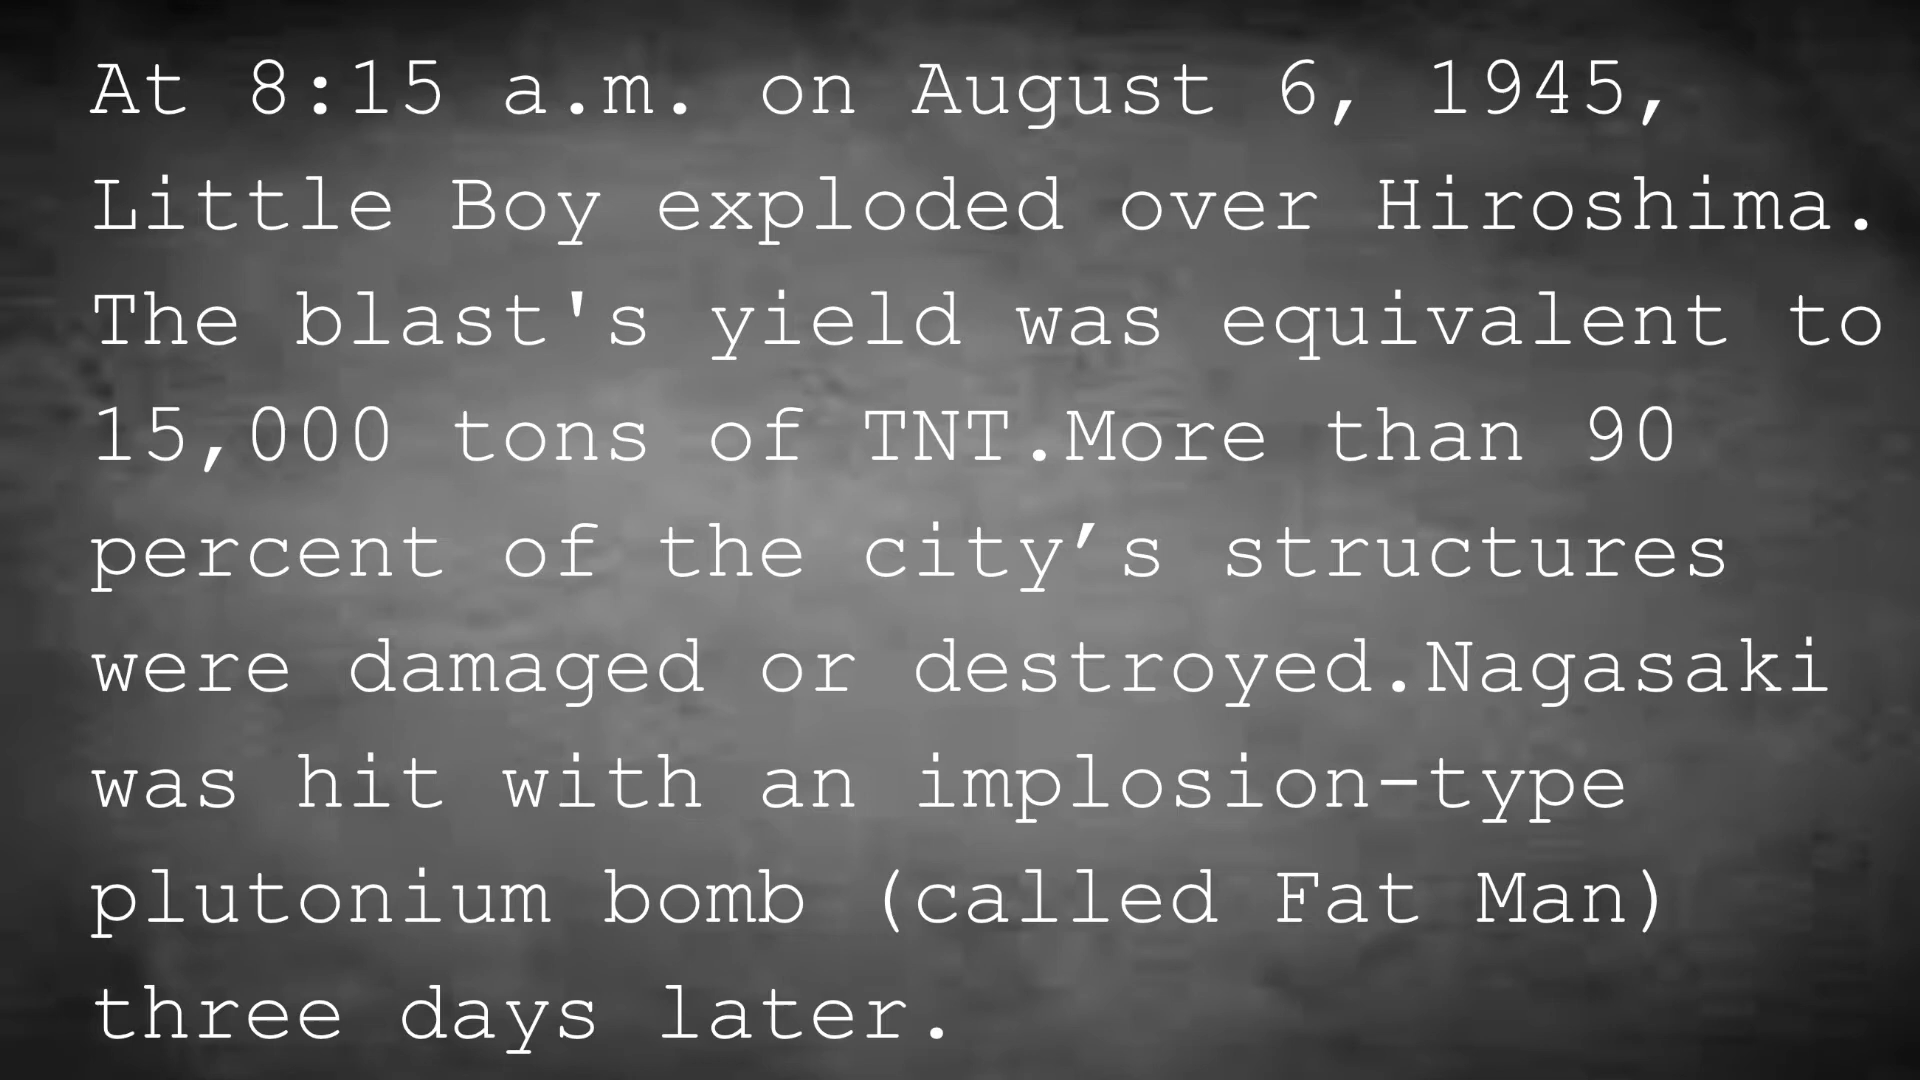 At 8:15 a.m. on August 6, 1945,
Little Boy exploded over Hiroshima.
The blast's yield was equivalent to
15,000 tons of TNT.More than 90
percent of the city’s structures
were damaged or destroyed.Nagasaki
was hit with an implosion-type
plutonium bomb (called Fat Man)
three days later.